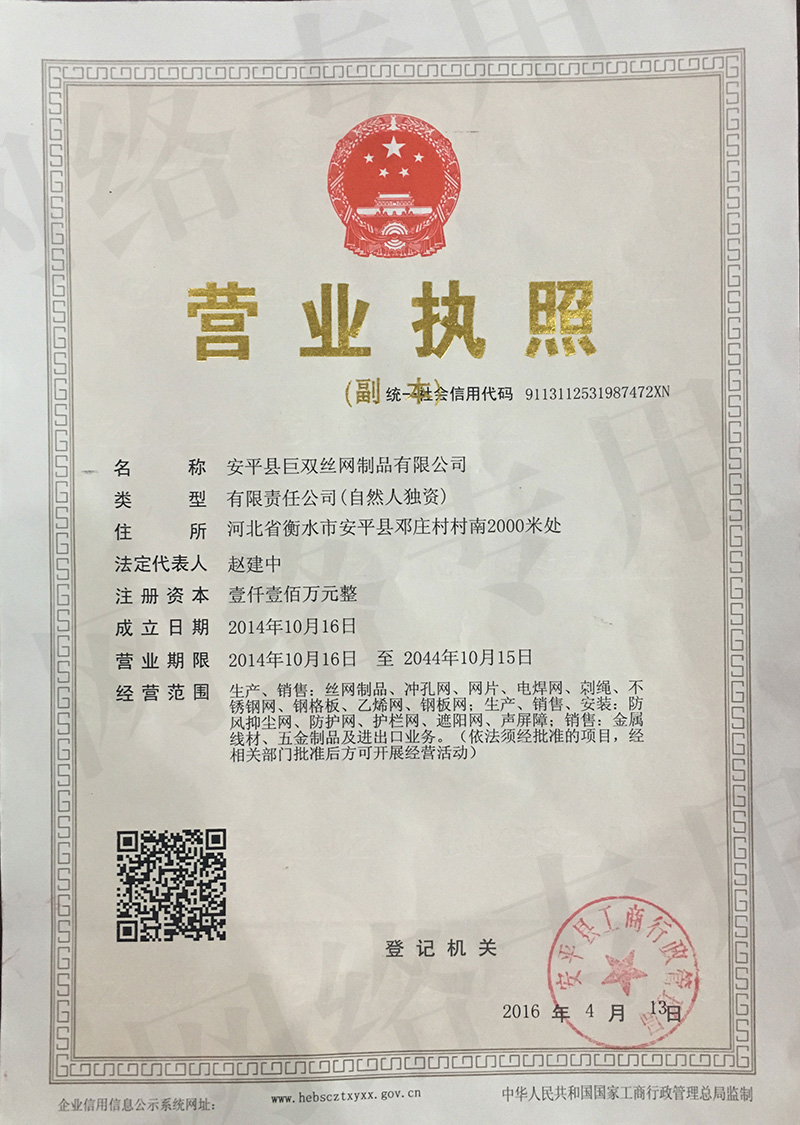 营业执照
(副本)
统一社会信用代码 9113112531987472XN
名称 安平县巨双丝网制品有限公司
类型 有限责任公司(自然人独资)
住所 河北省衡水市安平县邓庄村村南2000米处
法定代表人 赵建中
注册资本 壹仟壹佰万元整
成立日期 2014年10月16日
营业期限 2014年10月16日 至 2044年10月15日
经营范围 生产、销售：丝网制品、冲孔网、网片、电焊网、刺绳、不
锈钢网、钢格板、乙烯网、钢板网；生产、销售、安装：防
风抑尘网、防护网、护栏网、遮阳网、声屏障；销售：金属
线材、五金制品及进出口业务。（依法须经批准的项目，经
相关部门批准后方可开展经营活动）
登记机关
安平县工商行政管理局
2016 年 4 月 13日
企业信用信息公示系统网址： www.hebscztxyxx.gov.cn 中华人民共和国国家工商行政管理总局监制
网络专用
网络专用
网络专用